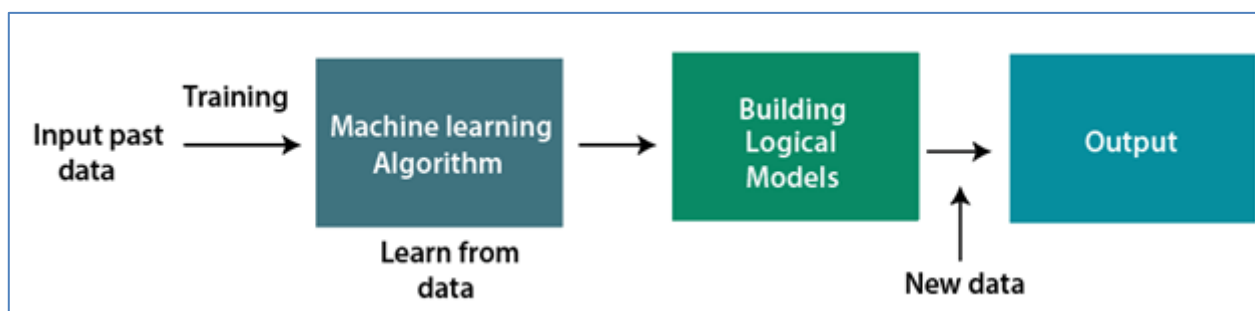 Training
Input past
data
Machine learning
Algorithm
Learn from
data
Building
Logical
Models
New data
Output